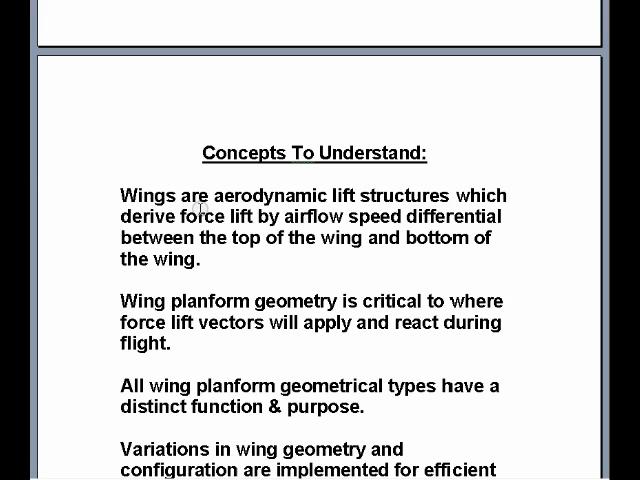 Concepts To Understand:
Wings are aerodynamic lift structures which
derive force lift by airflow speed differential
between the top of the wing and bottom of
the wing.
Wing planform geometry is critical to where
force lift vectors will apply and react during
flight.
All wing planform geometrical types have a
distinct function & purpose.
Variations in wing geometry and
configuration are implemented for efficient